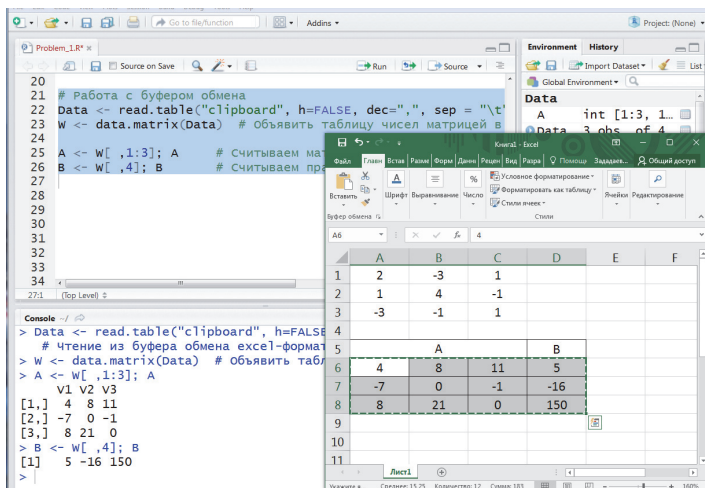 Go to file/function
Addins
Project: (None)
Problem_1.R*
Source on Save
Run
Source
20
21 # Работа с буфером обмена
22 Data <- read.table("clipboard", h=FALSE, dec=",", sep = "\t"
23 W <- data.matrix(Data) # Объявить таблицу чисел матрицей в
24
25 A <- W[ ,1:3]; A # Считываем мат
26 B <- W[ ,4]; B # Считываем пра
27
28
29
30
31
32
33
34
27:1 (Top Level)
Console ~/
> Data <- read.table("clipboard", h=FALSE
# Чтение из буфера обмена excel-формат
> W <- data.matrix(Data) # Объявить табл
> A <- W[ ,1:3]; A
V1 V2 V3
[1,] 4 8 11
[2,] -7 0 -1
[3,] 8 21 0
> B <- W[ ,4]; B
[1] 5 -16 150
>
Environment History
Import Dataset
List
Global Environment
Data
A int [1:3, 1…
Data 3 obs. of 4
Книга1 - Excel
Файл Главн Встав Разме Форм Данн Рецен Вид Разра Помощ Зададаев... Общий доступ
Вставить
Шрифт Выравнивание Число
Условное форматирование
Форматировать как таблицу
Стили ячеек
Ячейки Редактирование
Буфер обмена
Стили
A6 fx 4
A B C D E F
1 2 -3 1
2 1 4 -1
3 -3 -1 1
4
5 A B
6 4 8 11 5
7 -7 0 -1 -16
8 8 21 0 150
9
10
11
Лист1
Укажите в Среднее: 15,25 Количество: 12 Сумма: 183 160%